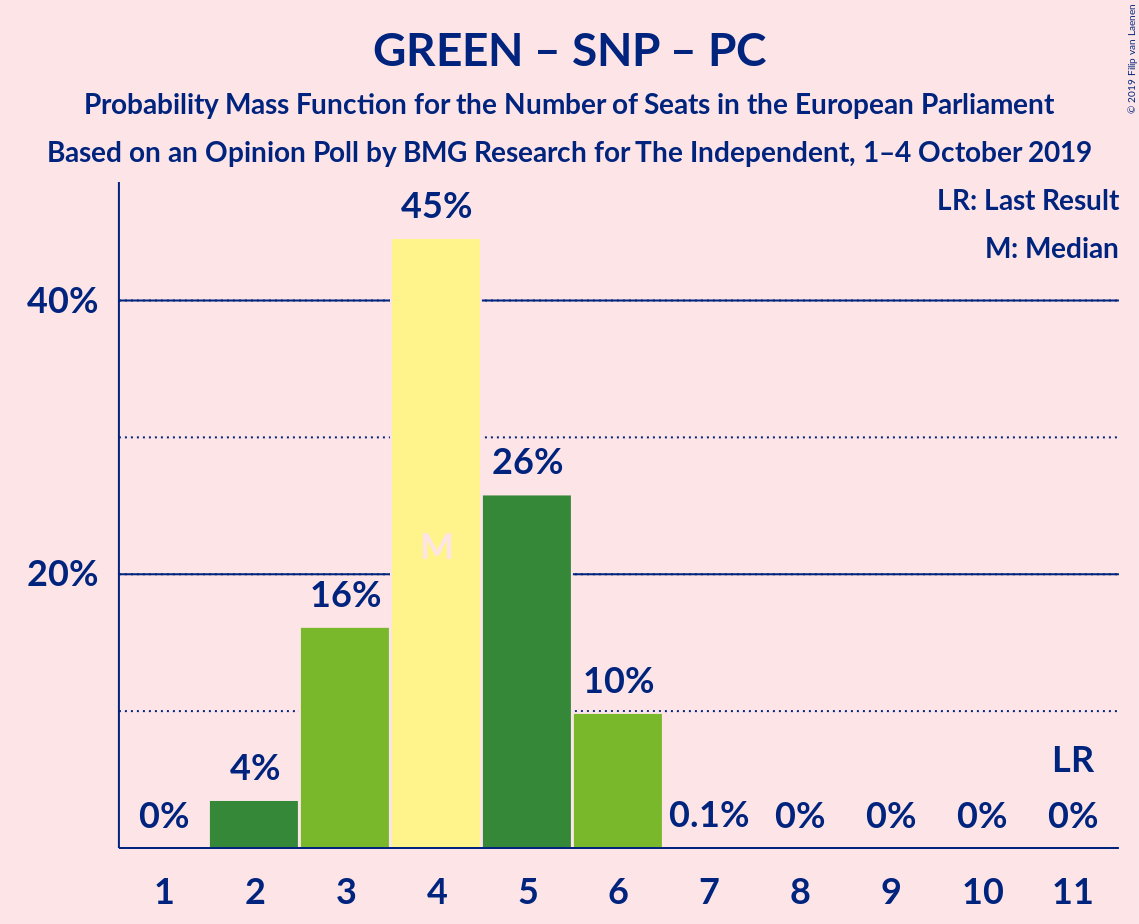 GREEN – SNP – PC
Probability Mass Function for the Number of Seats in the European Parliament
Based on an Opinion Poll by BMG Research for The Independent, 1–4 October 2019
© 2019 Filip van Laenen
LR: Last Result
M: Median
45%
40%
26%
M
20%
16%
10%
4%
LR
0%
0.1%
0%
0%
0%
0%
1 2 3 4 5 6 7 8 9 10 11